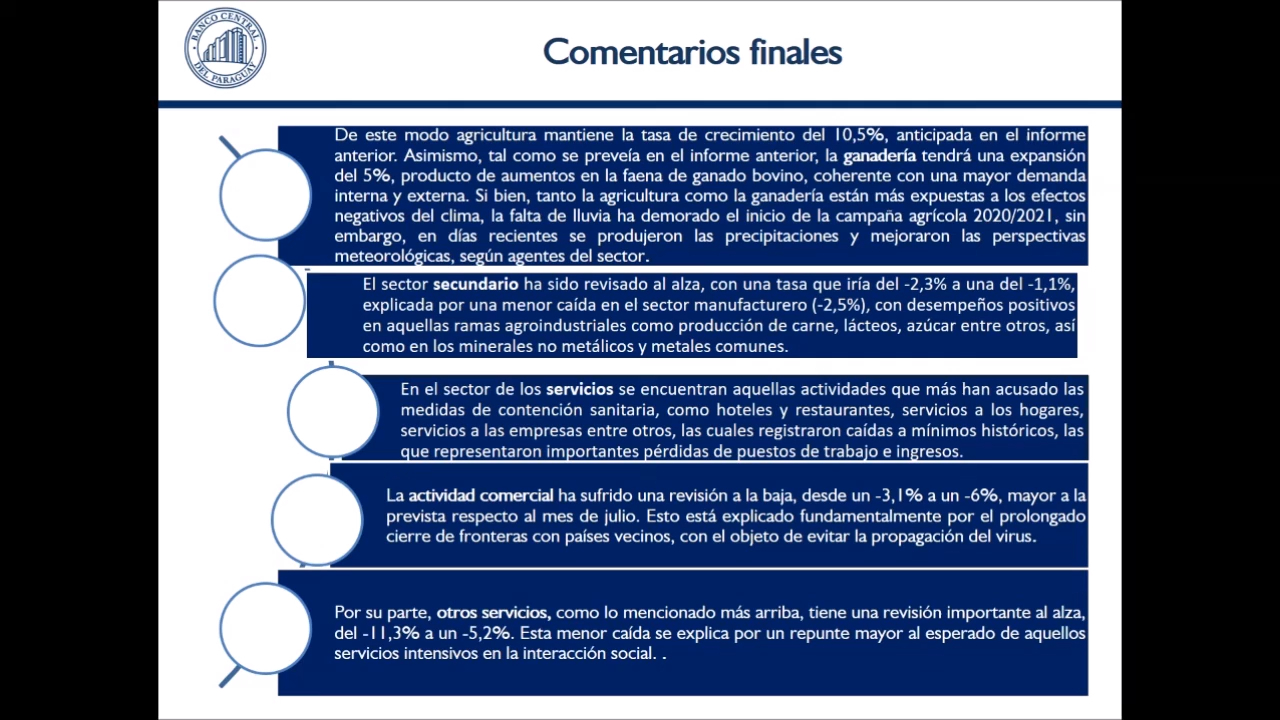 BANCO CENTRAL
DEL PARAGUAY
Comentarios finales
De este modo agricultura mantiene la tasa de crecimiento del 10,5%, anticipada en el informe
anterior. Asimismo, tal como se preveía en el informe anterior, la ganadería tendrá una expansión
del 5%, producto de aumentos en la faena de ganado bovino, coherente con una mayor demanda
interna y externa. Si bien, tanto la agricultura como la ganadería están más expuestas a los efectos
negativos del clima, la falta de lluvia ha demorado el inicio de la campaña agrícola 2020/2021, sin
embargo, en días recientes se produjeron las precipitaciones y mejoraron las perspectivas
meteorológicas, según agentes del sector.
El sector secundario ha sido revisado al alza, con una tasa que iría del -2,3% a una del -1,1%,
explicada por una menor caída en el sector manufacturero (-2,5%), con desempeños positivos
en aquellas ramas agroindustriales como producción de carne, lácteos, azúcar entre otros, así
como en los minerales no metálicos y metales comunes.
En el sector de los servicios se encuentran aquellas actividades que más han acusado las
medidas de contención sanitaria, como hoteles y restaurantes, servicios a los hogares,
servicios a las empresas entre otros, las cuales registraron caídas a mínimos históricos, las
que representaron importantes pérdidas de puestos de trabajo e ingresos.
La actividad comercial ha sufrido una revisión a la baja, desde un -3,1% a un -6%, mayor a la
prevista respecto al mes de julio. Esto está explicado fundamentalmente por el prolongado
cierre de fronteras con países vecinos, con el objeto de evitar la propagación del virus.
Por su parte, otros servicios, como lo mencionado más arriba, tiene una revisión importante al alza,
del -11,3% a un -5,2%. Esta menor caída se explica por un repunte mayor al esperado de aquellos
servicios intensivos en la interacción social. .